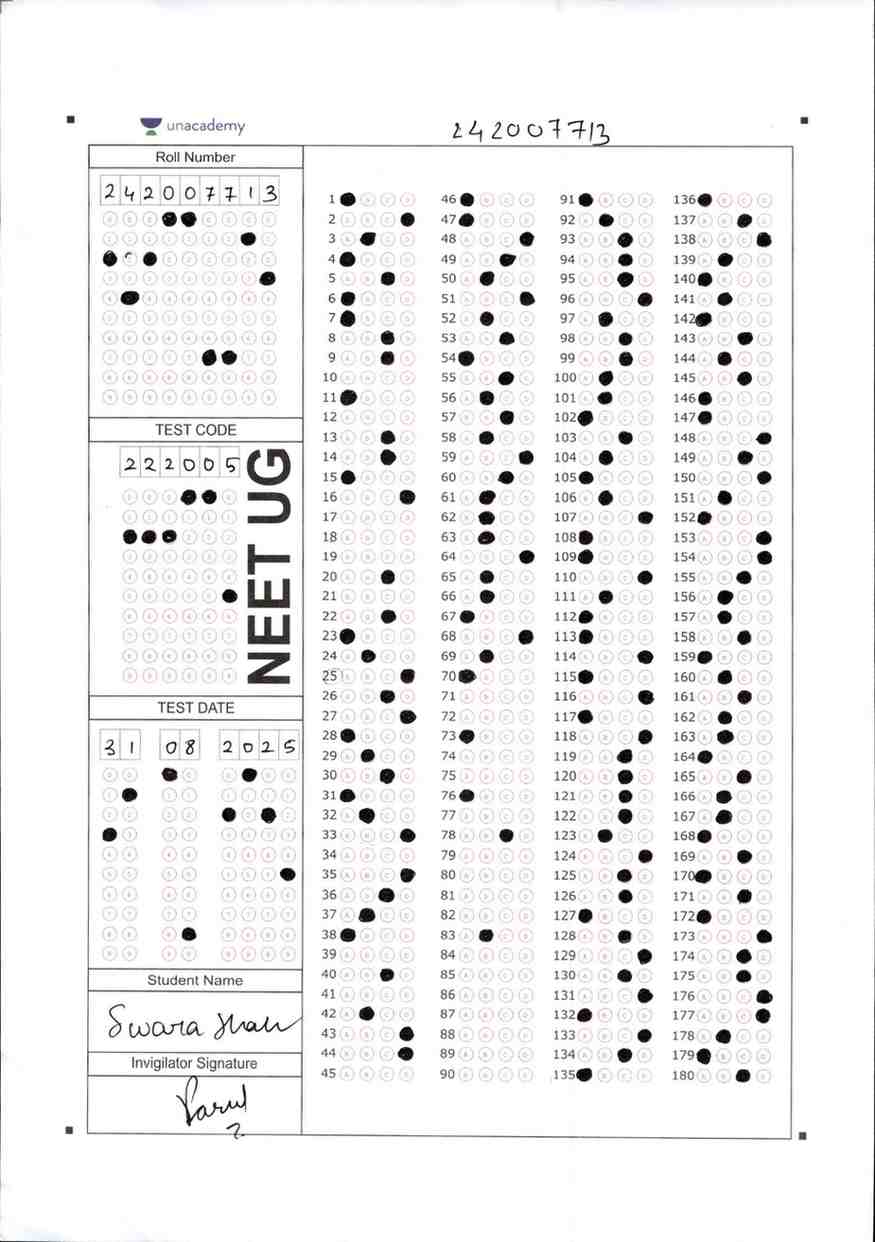 unacademy
242007713
Roll Number
2 4 2 0 0 7 7 1 3
TEST CODE
2 2 2 0 0 5
NEET UG
TEST DATE
3 1 0 8 2 0 2 5
Student Name
Swara Shah
Invigilator Signature
Parul
1 46 91 136
2 47 92 137
3 48 93 138
4 49 94 139
5 50 95 140
6 51 96 141
7 52 97 142
8 53 98 143
9 54 99 144
10 55 100 145
11 56 101 146
12 57 102 147
13 58 103 148
14 59 104 149
15 60 105 150
16 61 106 151
17 62 107 152
18 63 108 153
19 64 109 154
20 65 110 155
21 66 111 156
22 67 112 157
23 68 113 158
24 69 114 159
25 70 115 160
26 71 116 161
27 72 117 162
28 73 118 163
29 74 119 164
30 75 120 165
31 76 121 166
32 77 122 167
33 78 123 168
34 79 124 169
35 80 125 170
36 81 126 171
37 82 127 172
38 83 128 173
39 84 129 174
40 85 130 175
41 86 131 176
42 87 132 177
43 88 133 178
44 89 134 179
45 90 135 180